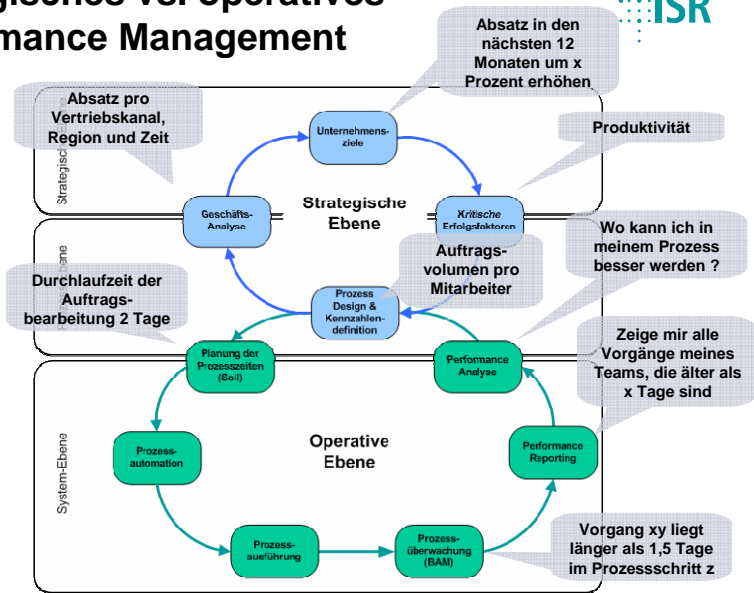 gisches vs. operatives
rmance Management
ISR
Absatz in den
nächsten 12
Monaten um x
Prozent erhöhen
Absatz pro
Vertriebskanal,
Region und Zeit
Unternehmens-
ziele
Produktivität
Strategische
Ebene
Geschäfts-
Analyse
Kritische
Erfolgsfaktoren
Wo kann ich in
meinem Prozess
besser werden ?
Auftrags-
volumen pro
Mitarbeiter
Durchlaufzeit der
Auftrags-
bearbeitung 2 Tage
Prozess
Design &
Kennzahlen-
definition
Zeige mir alle
Vorgänge meines
Teams, die älter als
x Tage sind
Planung der
Prozesszeiten
(Soll)
Performance
Analyse
System-Ebene
Operative
Ebene
Prozess-
automation
Performance
Reporting
Prozess-
ausführung
Prozess-
überwachung
(BAM)
Vorgang xy liegt
länger als 1,5 Tage
im Prozessschritt z